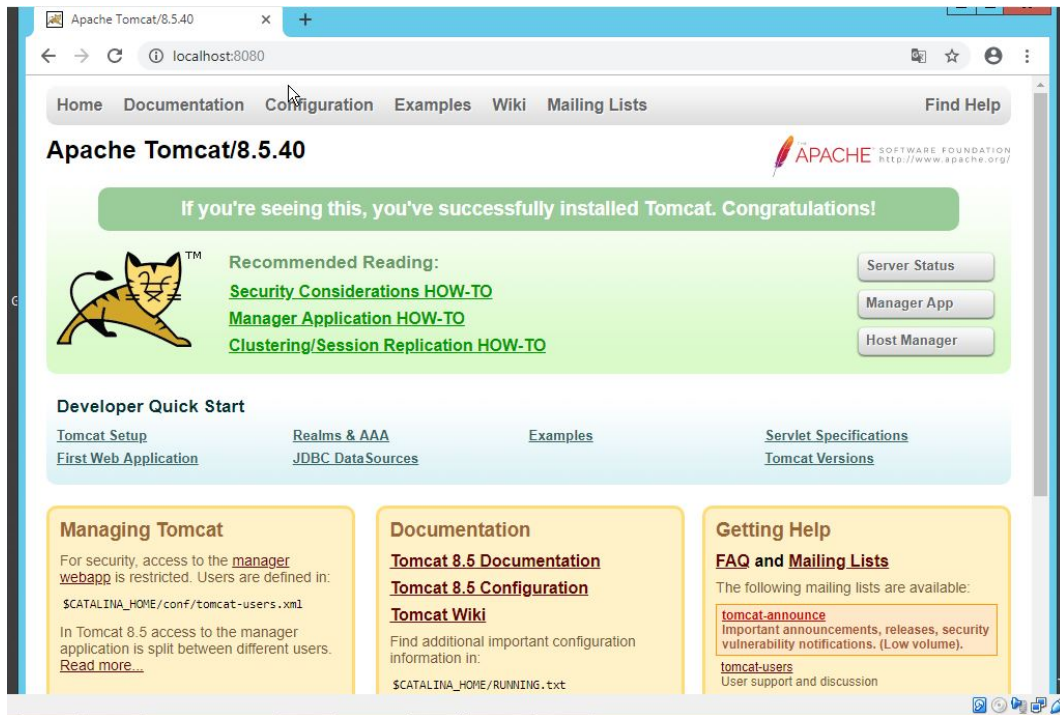 Apache Tomcat/8.5.40
localhost:8080
Home Documentation Configuration Examples Wiki Mailing Lists Find Help
Apache Tomcat/8.5.40
THE
APACHE SOFTWARE FOUNDATION
http://www.apache.org/
If you're seeing this, you've successfully installed Tomcat. Congratulations!
TM
Recommended Reading:
Security Considerations HOW-TO
Manager Application HOW-TO
Clustering/Session Replication HOW-TO
Server Status
Manager App
Host Manager
Developer Quick Start
Tomcat Setup Realms & AAA Examples Servlet Specifications
First Web Application JDBC DataSources Tomcat Versions
Managing Tomcat
For security, access to the manager
webapp is restricted. Users are defined in:
$CATALINA_HOME/conf/tomcat-users.xml
In Tomcat 8.5 access to the manager
application is split between different users.
Read more...
Documentation
Tomcat 8.5 Documentation
Tomcat 8.5 Configuration
Tomcat Wiki
Find additional important configuration
information in:
$CATALINA_HOME/RUNNING.txt
Getting Help
FAQ and Mailing Lists
The following mailing lists are available:
tomcat-announce
Important announcements, releases, security
vulnerability notifications. (Low volume).
tomcat-users
User support and discussion